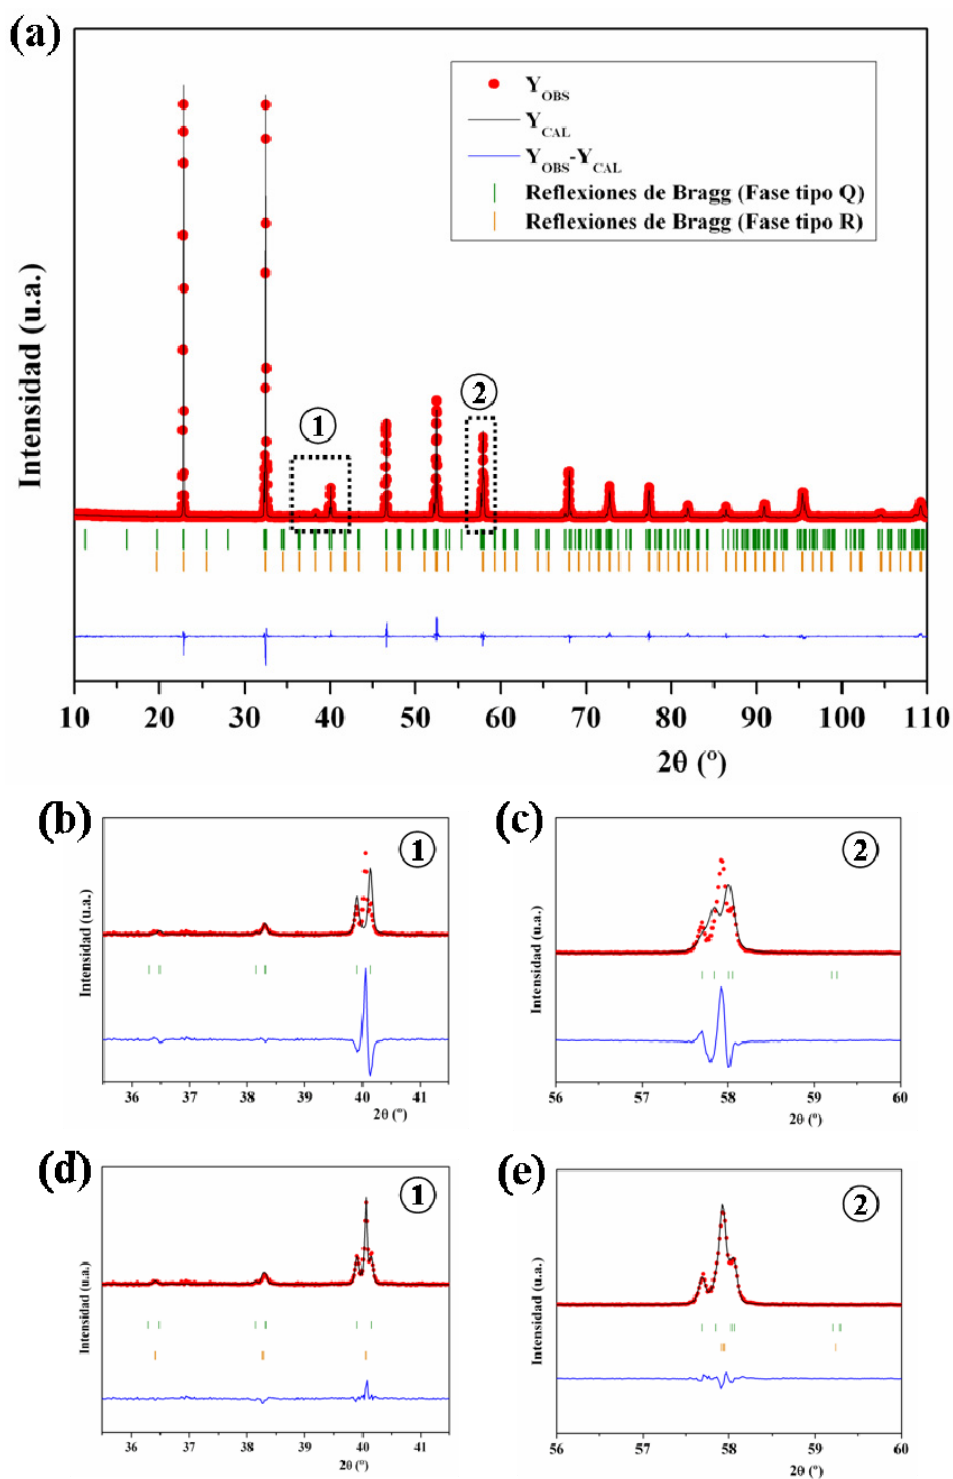 (a)
Y_OBS
Y_CAL
Y_OBS-Y_CAL
Reflexiones de Bragg (Fase tipo Q)
Reflexiones de Bragg (Fase tipo R)
Intensidad (u.a.)
1
2
10 20 30 40 50 60 70 80 90 100 110
2θ (º)
(b)
1
Intensidad (u.a.)
36 37 38 39 40 41
2θ (º)
(c)
2
Intensidad (u.a.)
56 57 58 59 60
2θ (º)
(d)
1
Intensidad (u.a.)
36 37 38 39 40 41
2θ (º)
(e)
2
Intensidad (u.a.)
56 57 58 59 60
2θ (º)